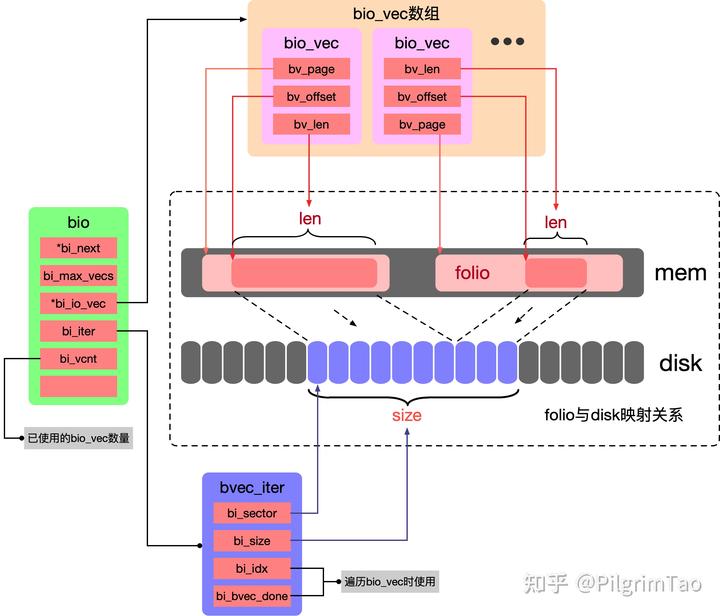 bio_vec数组
bio_vec
bv_page
bv_offset
bv_len
bio_vec
bv_len
bv_offset
bv_page
bio
*bi_next
bi_max_vecs
*bi_io_vec
bi_iter
bi_vcnt
已使用的bio_vec数量
len
len
folio
mem
disk
size
folio与disk映射关系
bvec_iter
bi_sector
bi_size
bi_idx
bi_bvec_done
遍历bio_vec时使用
知乎 @PilgrimTao